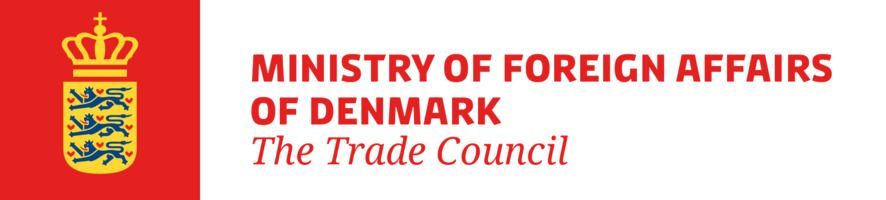 MINISTRY OF FOREIGN AFFAIRS
OF DENMARK
The Trade Council